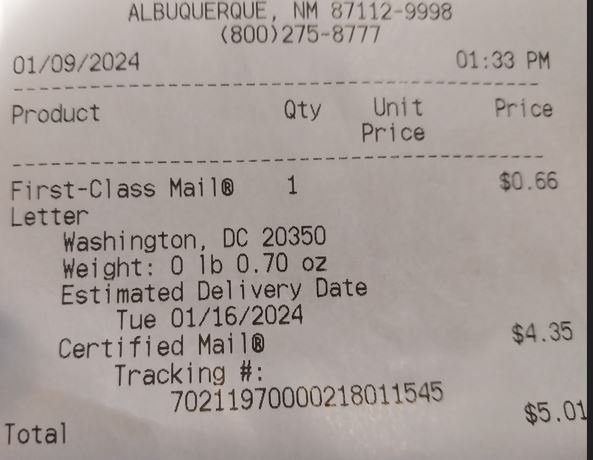 ALBUQUERQUE, NM 87112-9998
(800)275-8777
01/09/2024 01:33 PM
Product Qty Unit Price
Price
First-Class Mail® 1 $0.66
Letter
Washington, DC 20350
Weight: 0 lb 0.70 oz
Estimated Delivery Date
Tue 01/16/2024
Certified Mail® $4.35
Tracking #:
70211970000218011545
Total $5.01